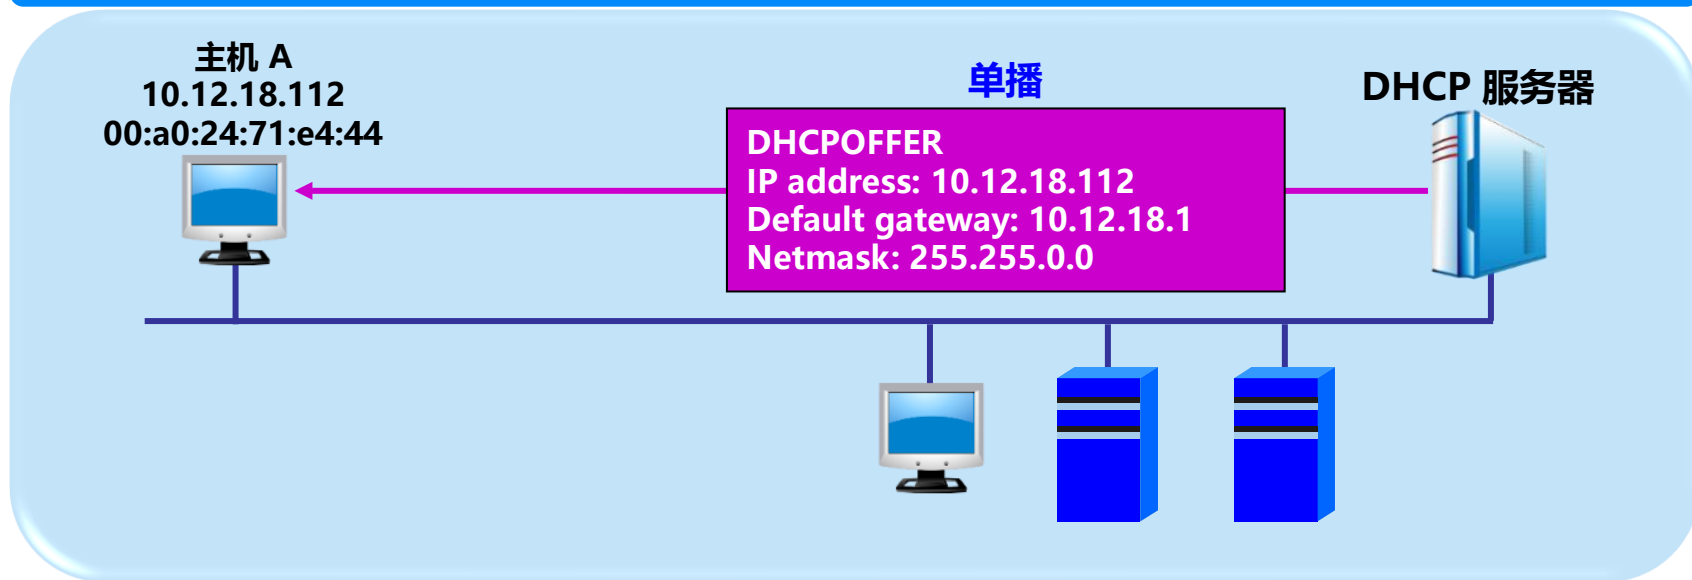 主机 A
10.12.18.112
00:a0:24:71:e4:44
单播
DHCP 服务器
DHCPOFFER
IP address: 10.12.18.112
Default gateway: 10.12.18.1
Netmask: 255.255.0.0